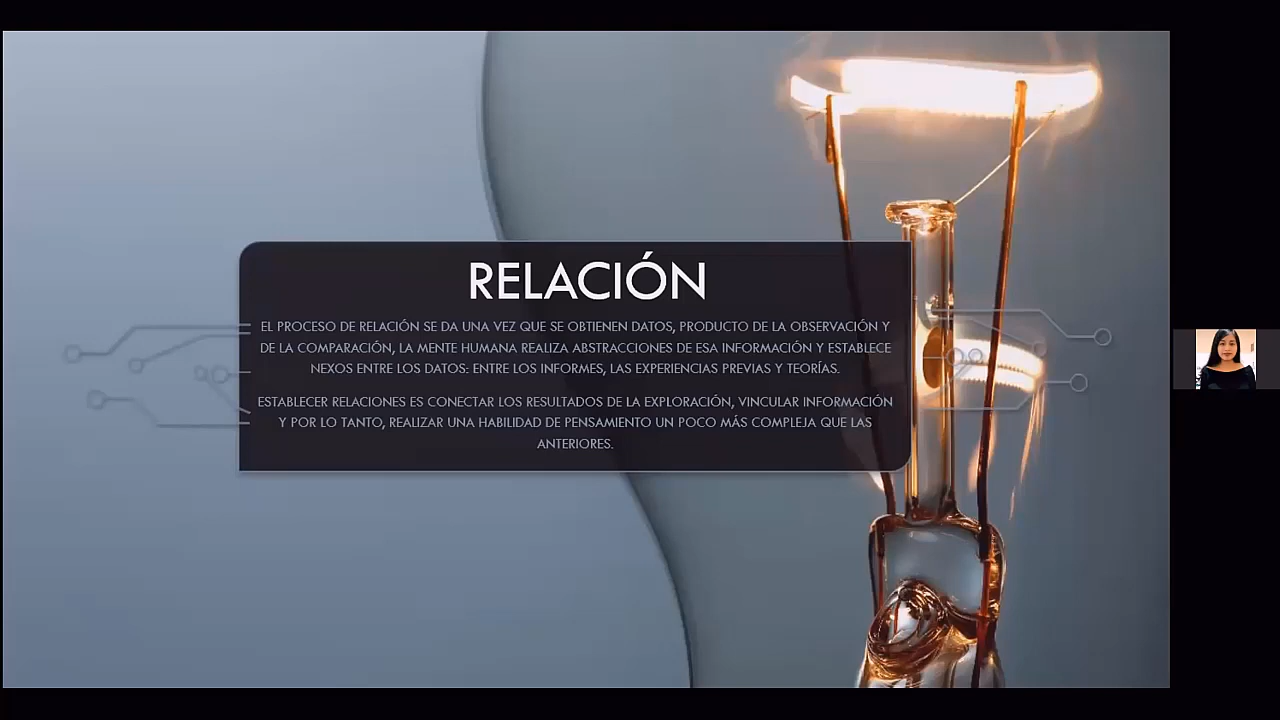 RELACIÓN
EL PROCESO DE RELACIÓN SE DA UNA VEZ QUE SE OBTIENEN DATOS, PRODUCTO DE LA OBSERVACIÓN Y
DE LA COMPARACIÓN, LA MENTE HUMANA REALIZA ABSTRACCIONES DE ESA INFORMACIÓN Y ESTABLECE
NEXOS ENTRE LOS DATOS: ENTRE LOS INFORMES, LAS EXPERIENCIAS PREVIAS Y TEORÍAS.
ESTABLECER RELACIONES ES CONECTAR LOS RESULTADOS DE LA EXPLORACIÓN, VINCULAR INFORMACIÓN
Y POR LO TANTO, REALIZAR UNA HABILIDAD DE PENSAMIENTO UN POCO MÁS COMPLEJA QUE LAS
ANTERIORES.